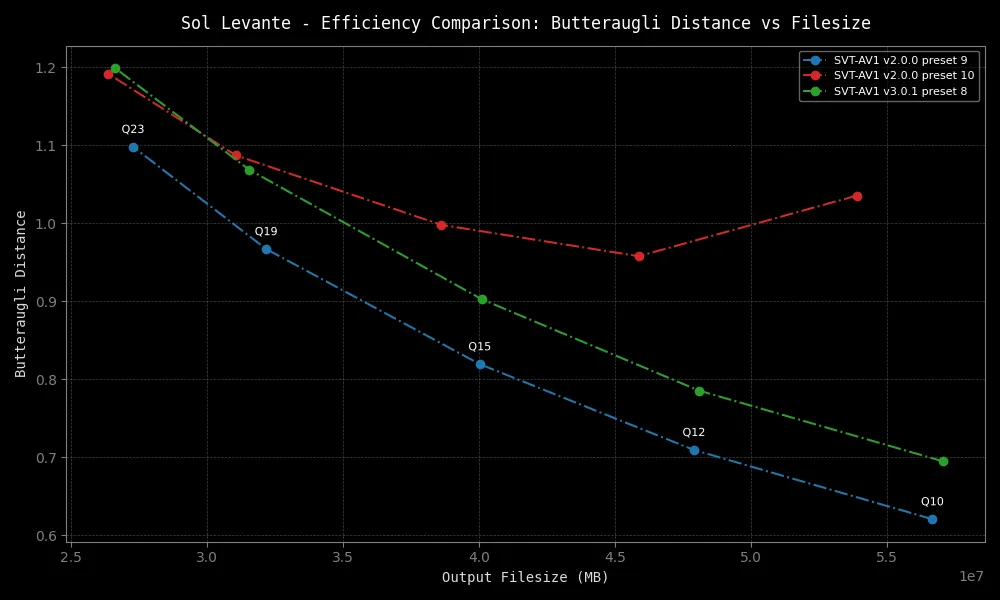 Sol Levante - Efficiency Comparison: Butteraugli Distance vs Filesize
SVT-AV1 v2.0.0 preset 9
SVT-AV1 v2.0.0 preset 10
SVT-AV1 v3.0.1 preset 8
1.2
1.1
1.0
0.9
0.8
0.7
0.6
Butteraugli Distance
Q23
Q19
Q15
Q12
Q10
2.5 3.0 3.5 4.0 4.5 5.0 5.5
1e7
Output Filesize (MB)